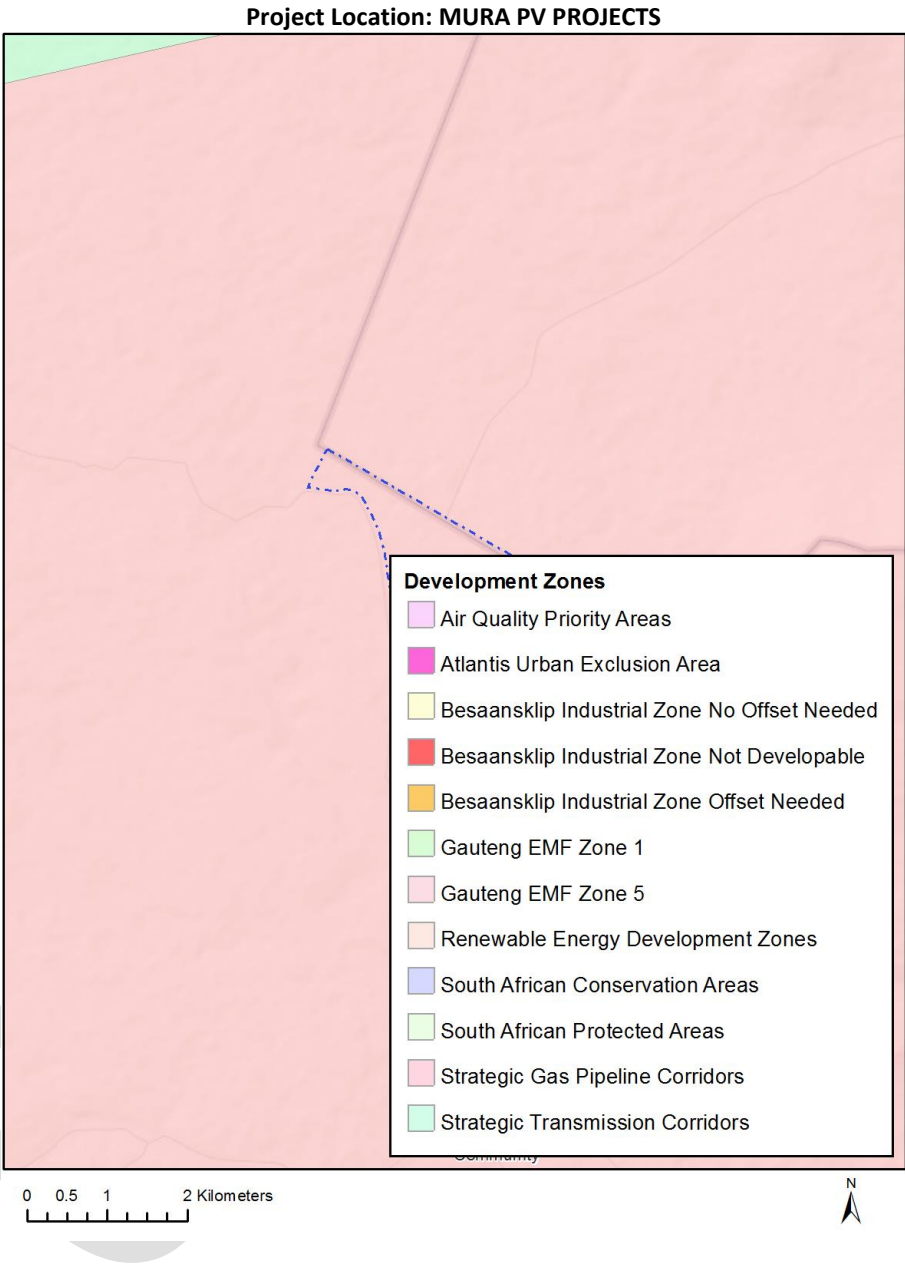 Project Location: MURA PV PROJECTS
Development Zones
Air Quality Priority Areas
Atlantis Urban Exclusion Area
Besaansklip Industrial Zone No Offset Needed
Besaansklip Industrial Zone Not Developable
Besaansklip Industrial Zone Offset Needed
Gauteng EMF Zone 1
Gauteng EMF Zone 5
Renewable Energy Development Zones
South African Conservation Areas
South African Protected Areas
Strategic Gas Pipeline Corridors
Strategic Transmission Corridors
Community
0 0.5 1 2 Kilometers
N